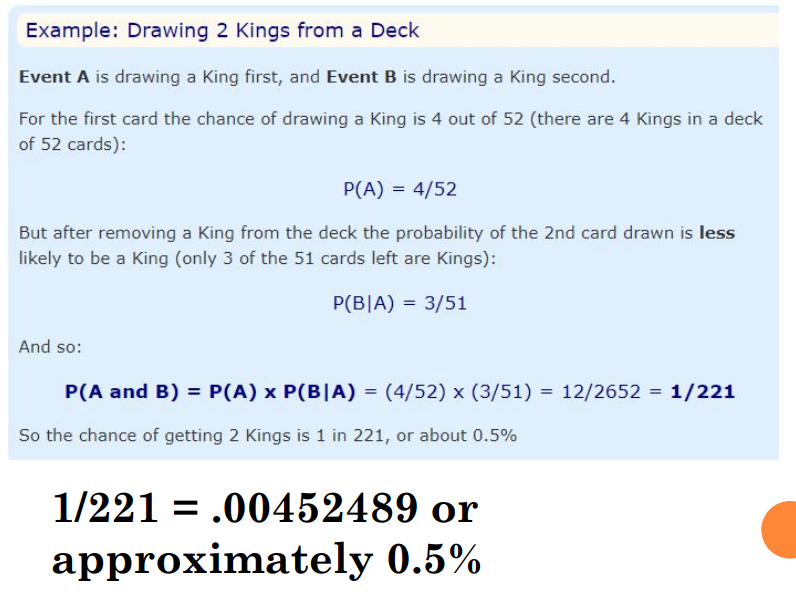 Example: Drawing 2 Kings from a Deck
Event A is drawing a King first, and Event B is drawing a King second.
For the first card the chance of drawing a King is 4 out of 52 (there are 4 Kings in a deck
of 52 cards):
P(A) = 4/52
But after removing a King from the deck the probability of the 2nd card drawn is less
likely to be a King (only 3 of the 51 cards left are Kings):
P(B|A) = 3/51
And so:
P(A and B) = P(A) x P(B|A) = (4/52) x (3/51) = 12/2652 = 1/221
So the chance of getting 2 Kings is 1 in 221, or about 0.5%
1/221 = .00452489 or
approximately 0.5%